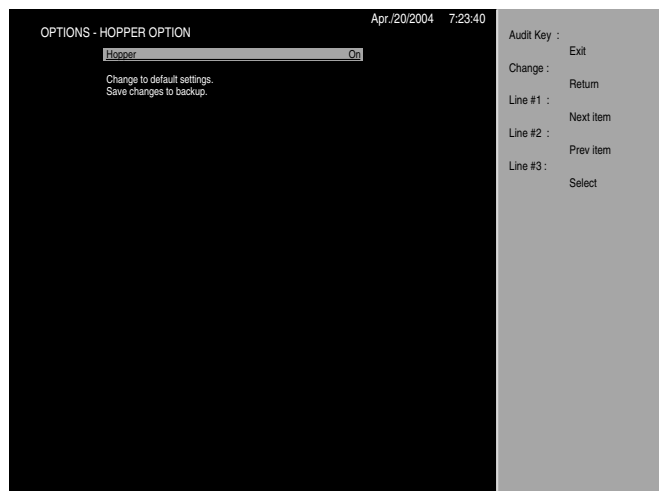 Apr./20/2004 7:23:40
OPTIONS - HOPPER OPTION
Hopper On
Change to default settings.
Save changes to backup.
Audit Key :
Exit
Change :
Return
Line #1 :
Next item
Line #2 :
Prev item
Line #3 :
Select